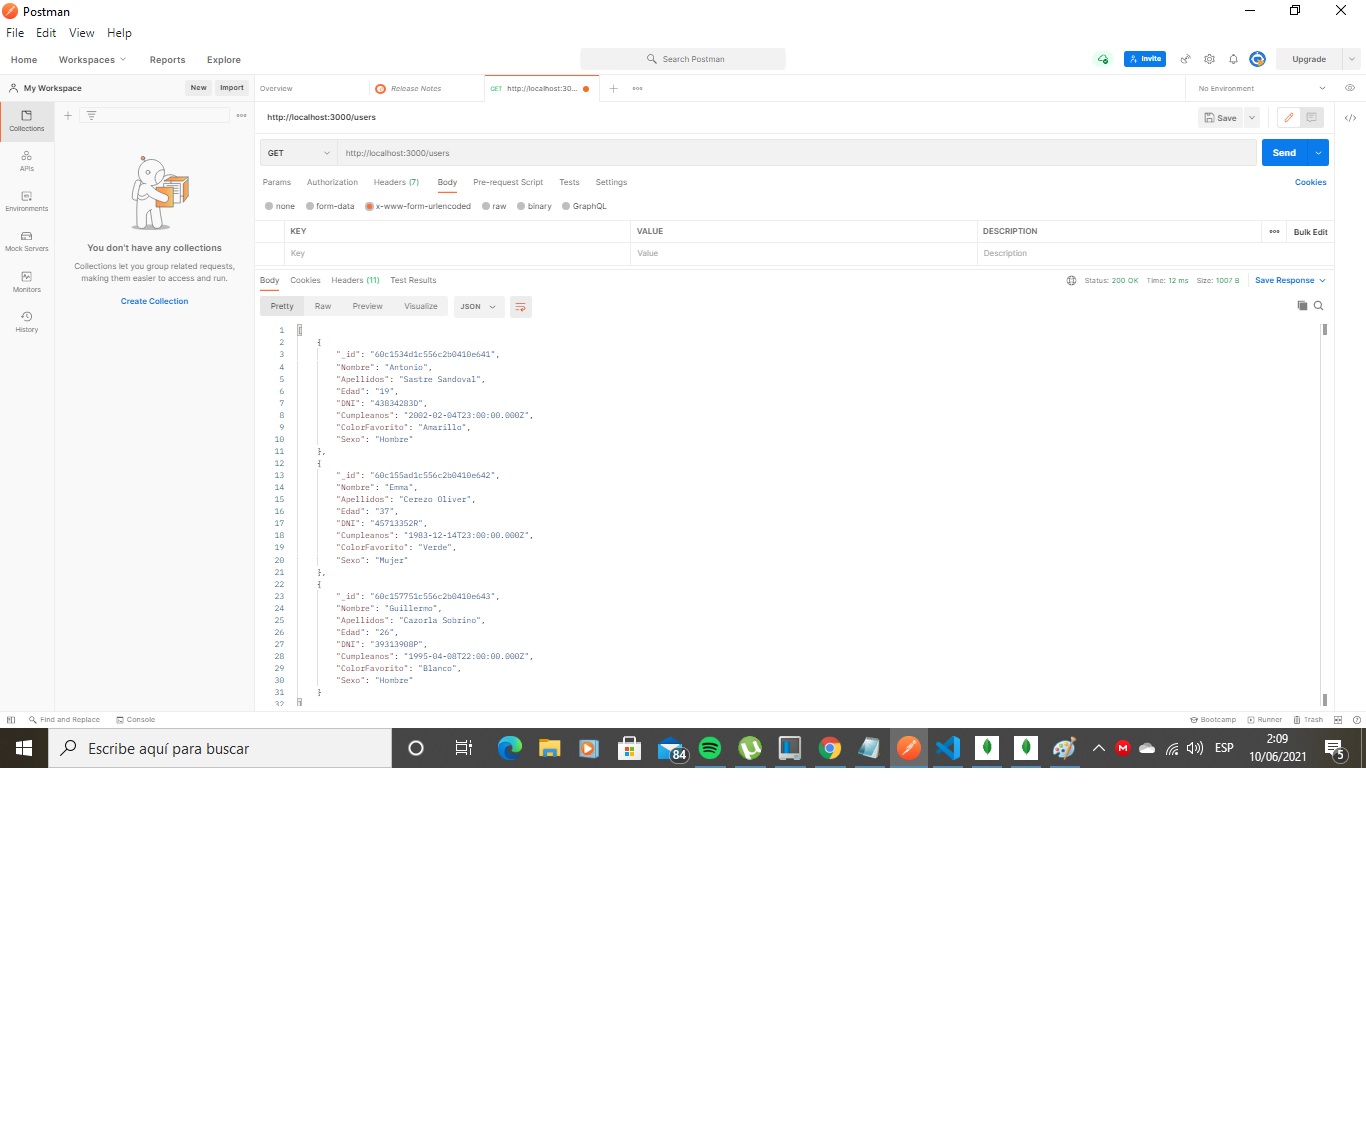 Postman
File Edit View Help
Home Workspaces Reports Explore Search Postman Invite Upgrade
My Workspace New Import Overview Release Notes GET http://localhost:30... No Environment
Collections
http://localhost:3000/users Save
GET http://localhost:3000/users Send
APIs
Params Authorization Headers (7) Body Pre-request Script Tests Settings Cookies
Environments
none form-data x-www-form-urlencoded raw binary GraphQL
KEY VALUE DESCRIPTION Bulk Edit
Mock Servers
Key Value Description
You don't have any collections
Collections let you group related requests,
making them easier to access and run.
Create Collection
Monitors
History
Body Cookies Headers (11) Test Results Status: 200 OK Time: 12 ms Size: 1007 B Save Response
Pretty Raw Preview Visualize JSON
1 [
2 {
3 "_id": "60c1534d1c556c2b0410e641",
4 "Nombre": "Antonio",
5 "Apellidos": "Sastre Sandoval",
6 "Edad": "19",
7 "DNI": "43834283D",
8 "Cumpleanos": "2002-02-04T23:00:00.000Z",
9 "ColorFavorito": "Amarillo",
10 "Sexo": "Hombre"
11 },
12 {
13 "_id": "60c155ad1c556c2b0410e642",
14 "Nombre": "Emma",
15 "Apellidos": "Cerezo Oliver",
16 "Edad": "37",
17 "DNI": "45713352R",
18 "Cumpleanos": "1983-12-14T23:00:00.000Z",
19 "ColorFavorito": "Verde",
20 "Sexo": "Mujer"
21 },
22 {
23 "_id": "60c157751c556c2b0410e643",
24 "Nombre": "Guillermo",
25 "Apellidos": "Cazorla Sobrino",
26 "Edad": "26",
27 "DNI": "39313908P",
28 "Cumpleanos": "1995-04-08T22:00:00.000Z",
29 "ColorFavorito": "Blanco",
30 "Sexo": "Hombre"
31 }
32 ]
Find and Replace Console Bootcamp Runner Trash
Escribe aquí para buscar 84 ESP 2:09
10/06/2021 5